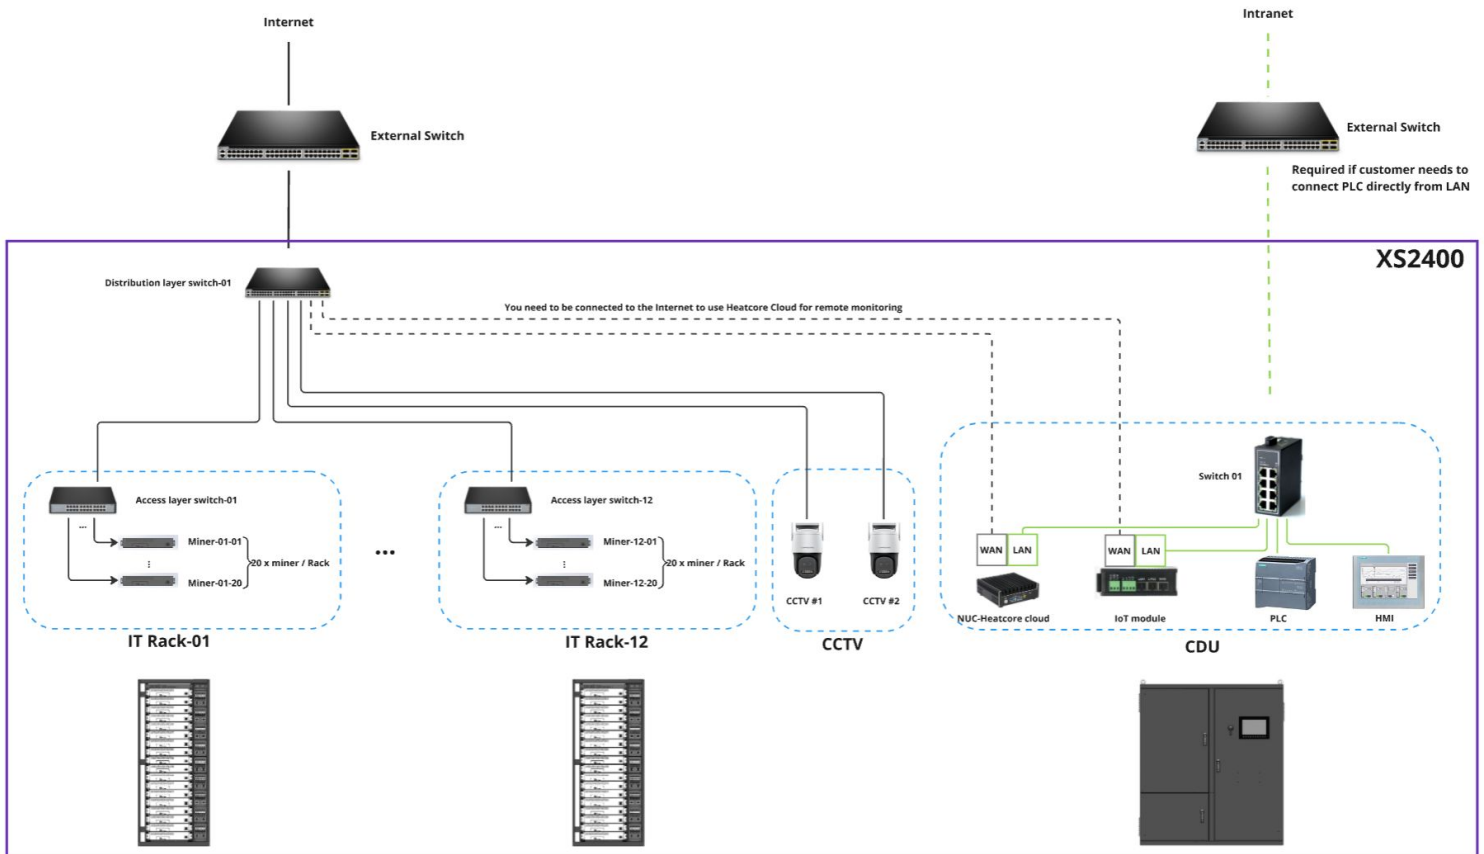 Internet
Intranet
External Switch
External Switch
Required if customer needs to
connect PLC directly from LAN
XS2400
Distribution layer switch-01
You need to be connected to the Internet to use Heatcore Cloud for remote monitoring
Switch 01
Access layer switch-01
...
Miner-01-01
⋮
20 x miner / Rack
Miner-01-20
...
Access layer switch-12
...
Miner-12-01
⋮
20 x miner / Rack
Miner-12-20
WAN
LAN
WAN
LAN
CCTV #1
CCTV #2
NUC-Heatcore cloud
IoT module
PLC
HMI
IT Rack-01
IT Rack-12
CCTV
CDU